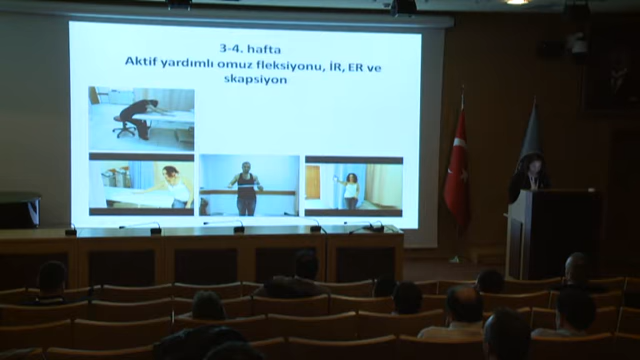 3-4. hafta
Aktif yardımlı omuz fleksiyonu, İR, ER ve
skapsiyon